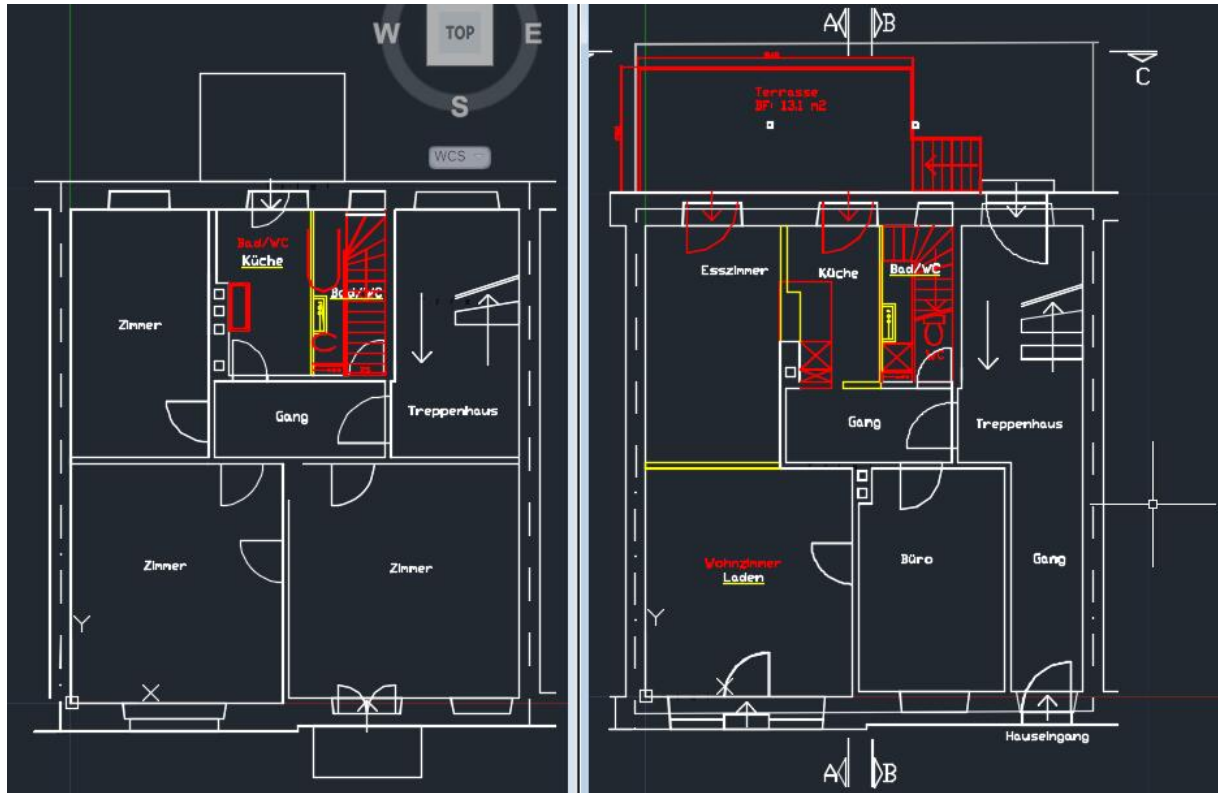 W
TOP
E
S
WCS
Bad/WC
Küche
Bad/WC
Zimmer
Gang
Treppenhaus
Zimmer
Zimmer
Y
X
A
B
C
Terrasse
BF: 13.1 m2
Esszimmer
Küche
Bad/WC
WC
Gang
Treppenhaus
Wohnzimmer
Laden
Büro
Gang
Y
X
Hauseingang
A
B